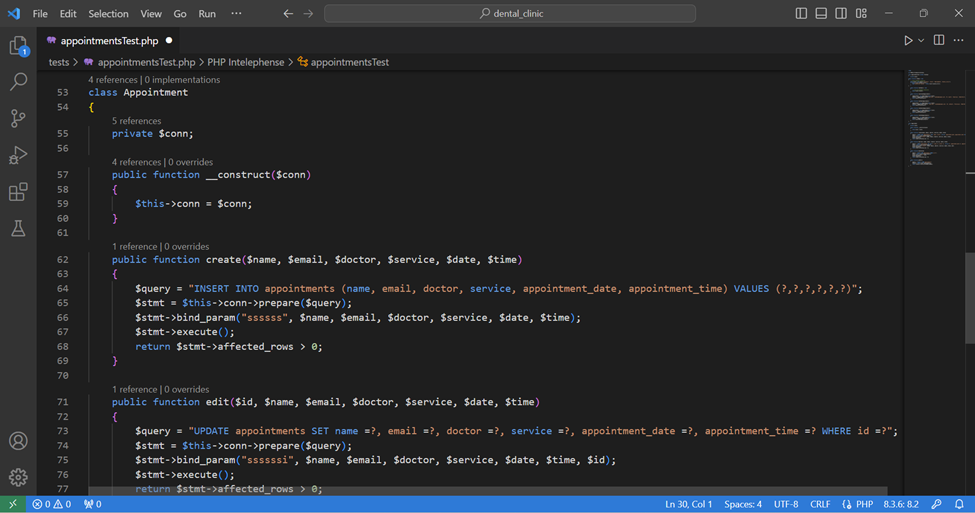 File Edit Selection View Go Run ··· dental_clinic
1
appointmentsTest.php
tests > appointmentsTest.php > PHP Intelephense > appointmentsTest
4 references | 0 implementations
53 class Appointment
54 {
5 references
55 private $conn;
56
4 references | 0 overrides
57 public function __construct($conn)
58 {
59 $this->conn = $conn;
60 }
61
1 reference | 0 overrides
62 public function create($name, $email, $doctor, $service, $date, $time)
63 {
64 $query = "INSERT INTO appointments (name, email, doctor, service, appointment_date, appointment_time) VALUES (?,?,?,?,?,?)";
65 $stmt = $this->conn->prepare($query);
66 $stmt->bind_param("ssssss", $name, $email, $doctor, $service, $date, $time);
67 $stmt->execute();
68 return $stmt->affected_rows > 0;
69 }
70
1 reference | 0 overrides
71 public function edit($id, $name, $email, $doctor, $service, $date, $time)
72 {
73 $query = "UPDATE appointments SET name =?, email =?, doctor =?, service =?, appointment_date =?, appointment_time =? WHERE id =?";
74 $stmt = $this->conn->prepare($query);
75 $stmt->bind_param("ssssssi", $name, $email, $doctor, $service, $date, $time, $id);
76 $stmt->execute();
77 return $stmt->affected_rows > 0;
0 0 0 Ln 30, Col 1 Spaces: 4 UTF-8 CRLF PHP 8.3.6: 8.2